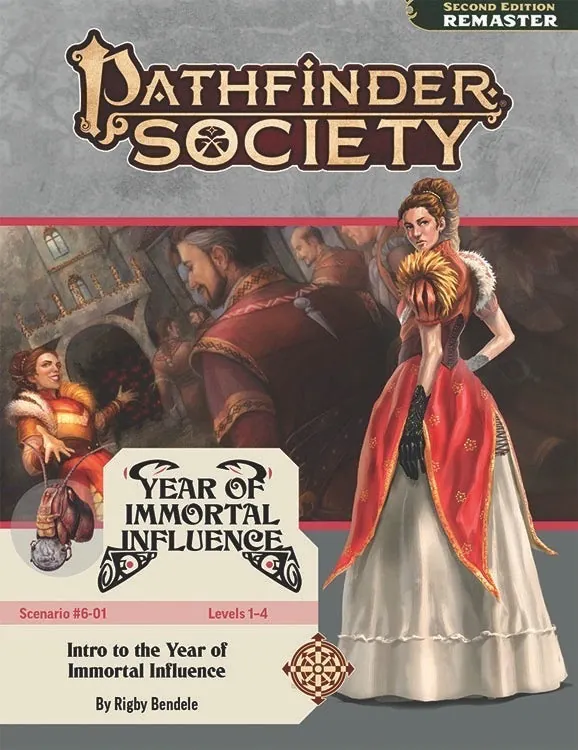 SECOND EDITION
REMASTER
PATHFINDER
SOCIETY
YEAR OF
IMMORTAL
INFLUENCE
Scenario #6-01 Levels 1–4
Intro to the Year of
Immortal Influence
By Rigby Bendele